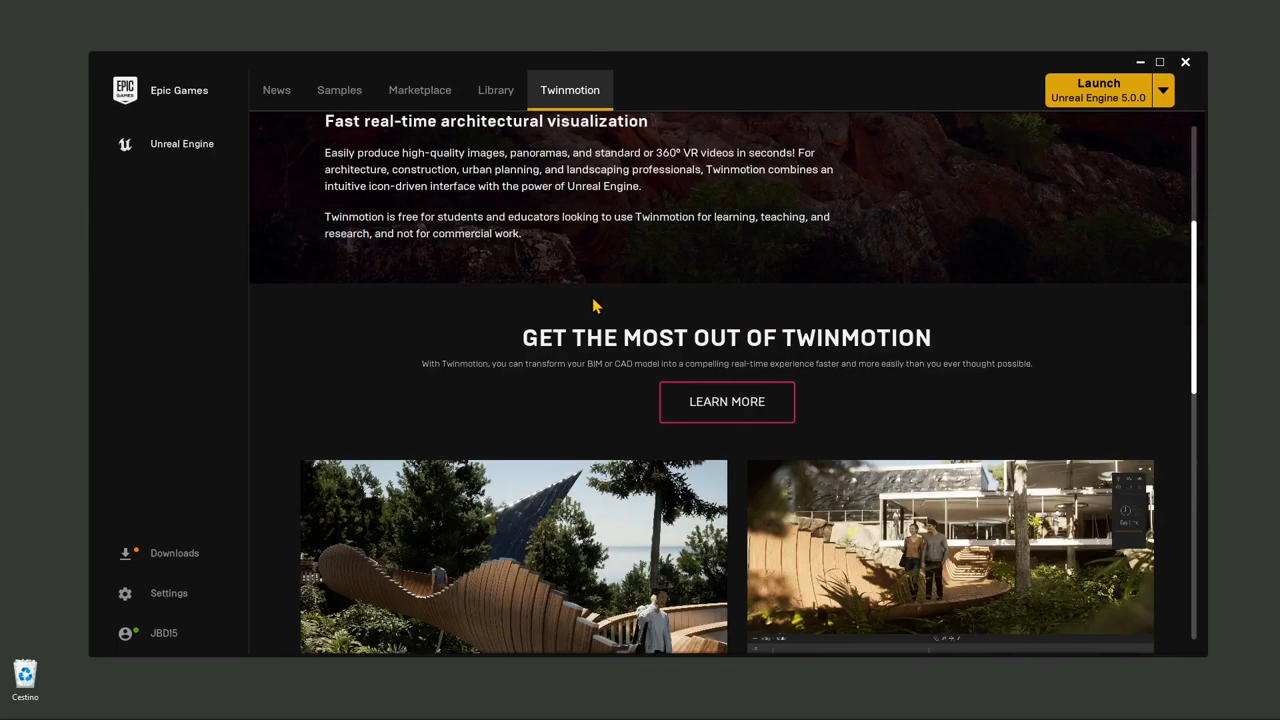 EPIC GAMES
Epic Games
News
Samples
Marketplace
Library
Twinmotion
Launch
Unreal Engine 5.0.0
Unreal Engine
Fast real-time architectural visualization
Easily produce high-quality images, panoramas, and standard or 360° VR videos in seconds! For
architecture, construction, urban planning, and landscaping professionals, Twinmotion combines an
intuitive icon-driven interface with the power of Unreal Engine.
Twinmotion is free for students and educators looking to use Twinmotion for learning, teaching, and
research, and not for commercial work.
GET THE MOST OUT OF TWINMOTION
With Twinmotion, you can transform your BIM or CAD model into a compelling real-time experience faster and more easily than you ever thought possible.
LEARN MORE
Downloads
Settings
JBD15
Cestino